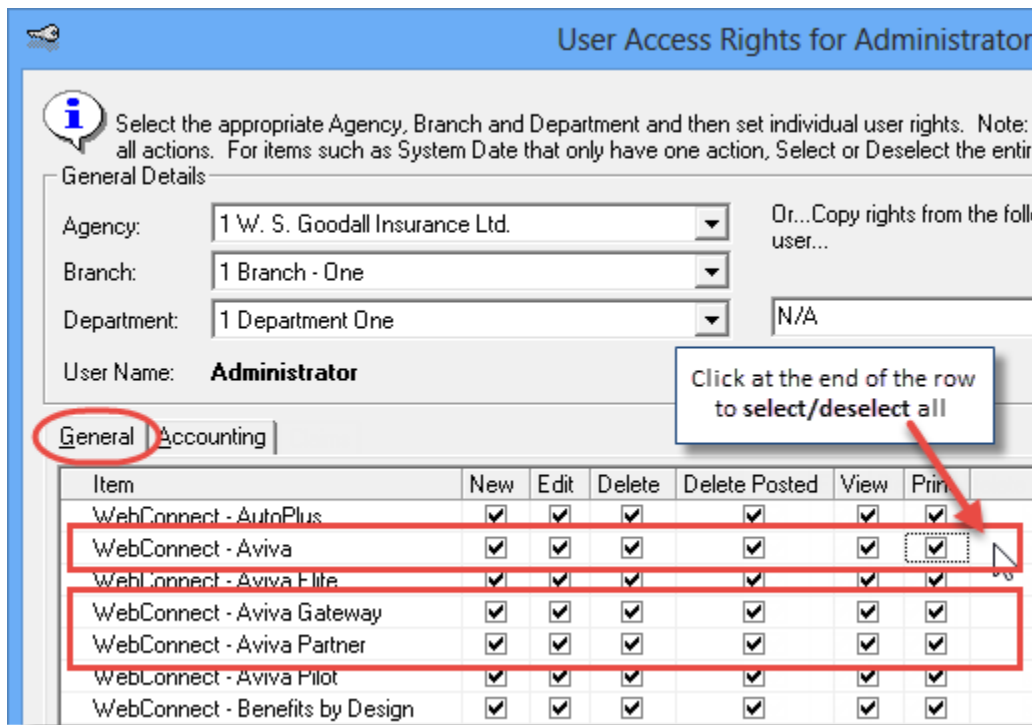 User Access Rights for Administrator
Select the appropriate Agency, Branch and Department and then set individual user rights. Note:
all actions. For items such as System Date that only have one action, Select or Deselect the entir
General Details
Agency: 1 W. S. Goodall Insurance Ltd.
Or...Copy rights from the follo
user...
Branch: 1 Branch - One
Department: 1 Department One
N/A
User Name: Administrator
Click at the end of the row
to select/deselect all
General Accounting
Item New Edit Delete Delete Posted View Print
WebConnect - AutoPlus
WebConnect - Aviva
WebConnect - Aviva Elite
WebConnect - Aviva Gateway
WebConnect - Aviva Partner
WebConnect - Aviva Pilot
WebConnect - Benefits by Design